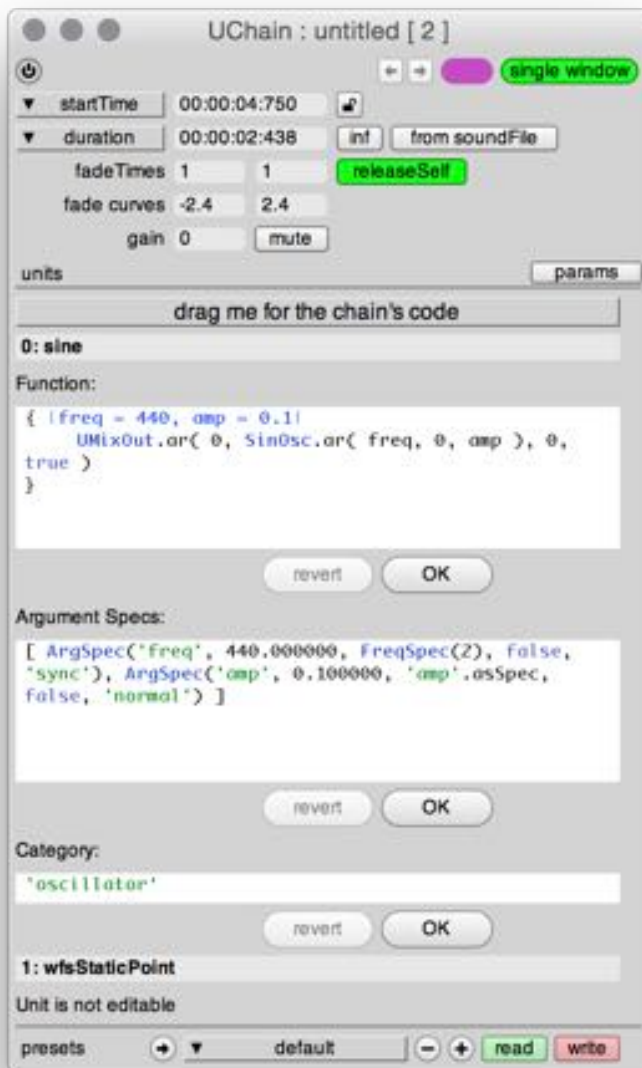 UChain : untitled [ 2 ]
single window
startTime 00:00:04:750
duration 00:00:02:438 inf from soundFile
fadeTimes 1 1 releaseSelf
fade curves -2.4 2.4
gain 0 mute
units params
drag me for the chain's code
0: sine
Function:
{ |freq = 440, amp = 0.1|
UMixOut.ar( 0, SinOsc.ar( freq, 0, amp ), 0,
true )
}
revert OK
Argument Specs:
[ ArgSpec('freq', 440.000000, FreqSpec(2), false,
'sync'), ArgSpec('amp', 0.100000, 'amp'.asSpec,
false, 'normal') ]
revert OK
Category:
'oscillator'
revert OK
1: wfsStaticPoint
Unit is not editable
presets default − + read write